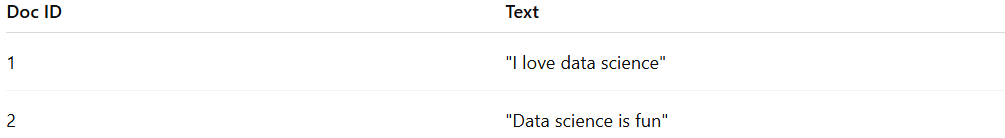 Doc ID Text
1 "I love data science"
2 "Data science is fun"